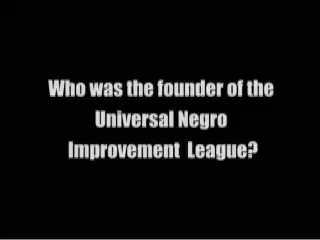 Who was the founder of the
Universal Negro
Improvement League?